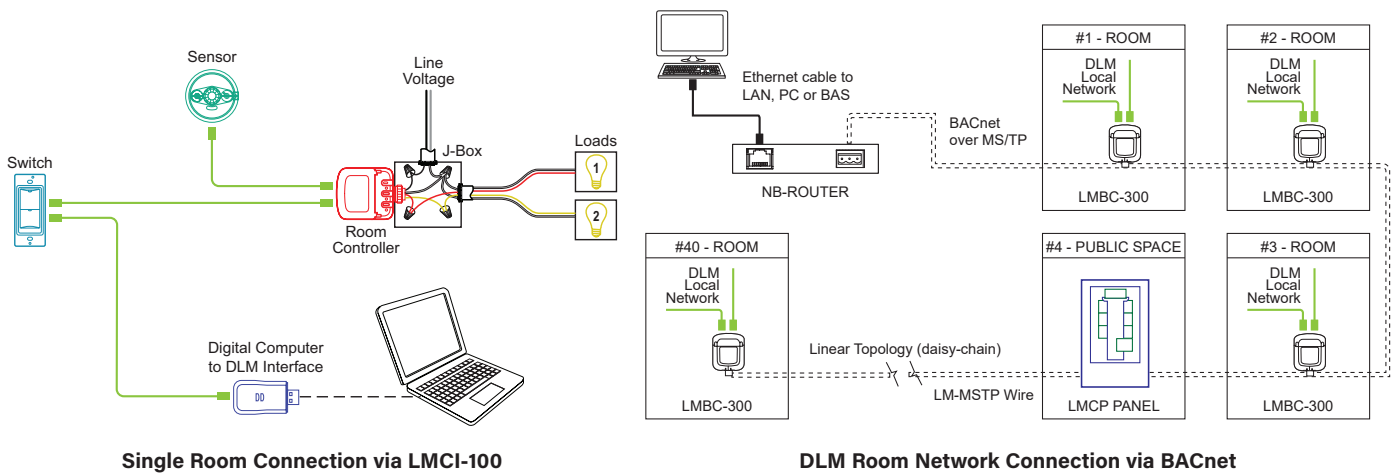 Sensor
Line
Voltage
J-Box
Loads
1
2
Switch
Room
Controller
Digital Computer
to DLM Interface
DD
Single Room Connection via LMCI-100
Ethernet cable to
LAN, PC or BAS
NB-ROUTER
BACnet
over MS/TP
#1 - ROOM
DLM
Local
Network
LMBC-300
#2 - ROOM
DLM
Local
Network
LMBC-300
#40 - ROOM
DLM
Local
Network
LMBC-300
Linear Topology (daisy-chain)
LM-MSTP Wire
#4 - PUBLIC SPACE
LMCP PANEL
#3 - ROOM
DLM
Local
Network
LMBC-300
DLM Room Network Connection via BACnet